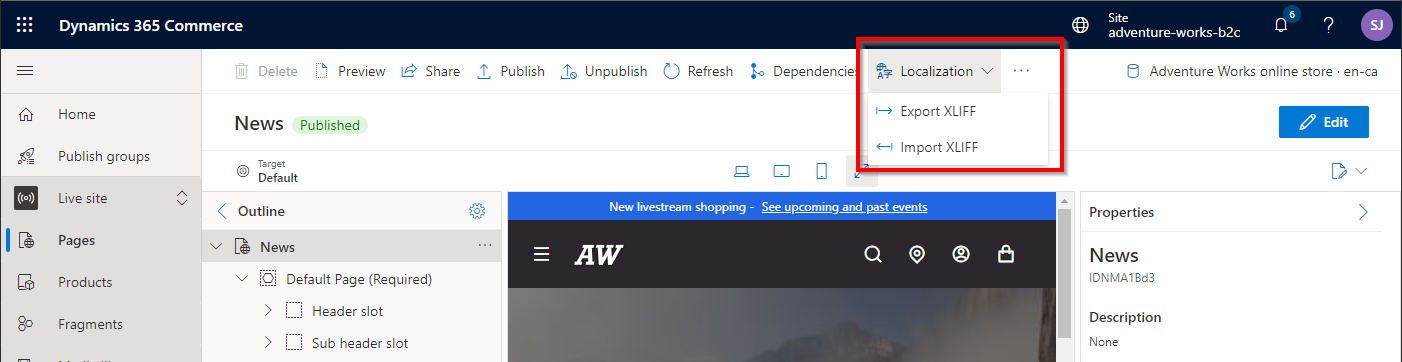 Dynamics 365 Commerce
Site
adventure-works-b2c
6
?
SJ
Delete
Preview
Share
Publish
Unpublish
Refresh
Dependencies
Localization
...
Adventure Works online store · en-ca
Export XLIFF
Import XLIFF
Home
Publish groups
Live site
Pages
Products
Fragments
News
Published
Edit
Target
Default
Outline
News
...
Default Page (Required)
Header slot
Sub header slot
New livestream shopping - See upcoming and past events
AW
Properties
News
IDNMA1Bd3
Description
None